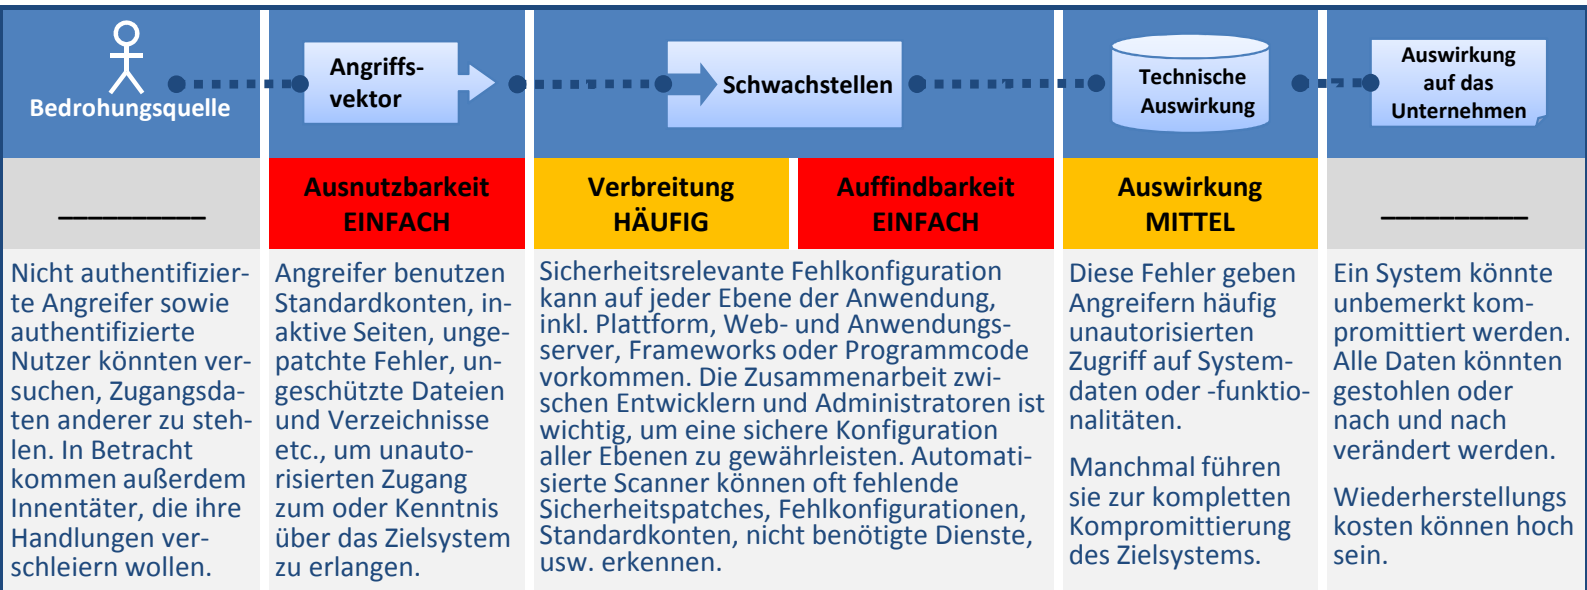 Bedrohungsquelle
Angriffs-
vektor
Schwachstellen
Technische
Auswirkung
Auswirkung
auf das
Unternehmen
__________
Ausnutzbarkeit
EINFACH
Verbreitung
HÄUFIG
Auffindbarkeit
EINFACH
Auswirkung
MITTEL
__________
Nicht authentifizier-
te Angreifer sowie
authentifizierte
Nutzer könnten ver-
suchen, Zugangsda-
ten anderer zu steh-
len. In Betracht
kommen außerdem
Innentäter, die ihre
Handlungen ver-
schleiern wollen.
Angreifer benutzen
Standardkonten, in-
aktive Seiten, unge-
patchte Fehler, un-
geschützte Dateien
und Verzeichnisse
etc., um unauto-
risierten Zugang
zum oder Kenntnis
über das Zielsystem
zu erlangen.
Sicherheitsrelevante Fehlkonfiguration
kann auf jeder Ebene der Anwendung,
inkl. Plattform, Web- und Anwendungs-
server, Frameworks oder Programmcode
vorkommen. Die Zusammenarbeit zwi-
schen Entwicklern und Administratoren ist
wichtig, um eine sichere Konfiguration
aller Ebenen zu gewährleisten. Automati-
sierte Scanner können oft fehlende
Sicherheitspatches, Fehlkonfigurationen,
Standardkonten, nicht benötigte Dienste,
usw. erkennen.
Diese Fehler geben
Angreifern häufig
unautorisierten
Zugriff auf System-
daten oder -funktio-
nalitäten.
Manchmal führen
sie zur kompletten
Kompromittierung
des Zielsystems.
Ein System könnte
unbemerkt kom-
promittiert werden.
Alle Daten könnten
gestohlen oder
nach und nach
verändert werden.
Wiederherstellungs
kosten können hoch
sein.